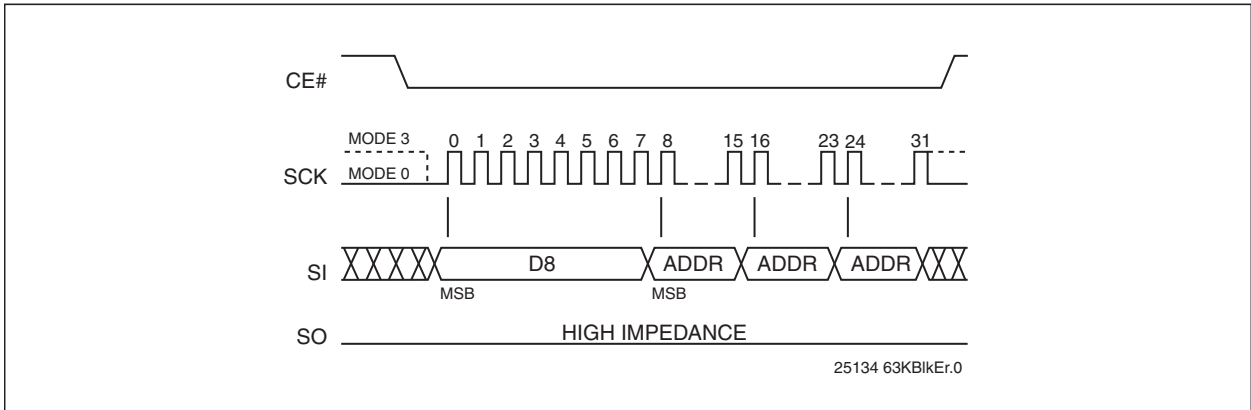 CE#
MODE 3
0 1 2 3 4 5 6 7 8 15 16 23 24 31
SCK
MODE 0
SI
D8 ADDR ADDR ADDR
MSB MSB
SO
HIGH IMPEDANCE
25134 63KBlkEr.0